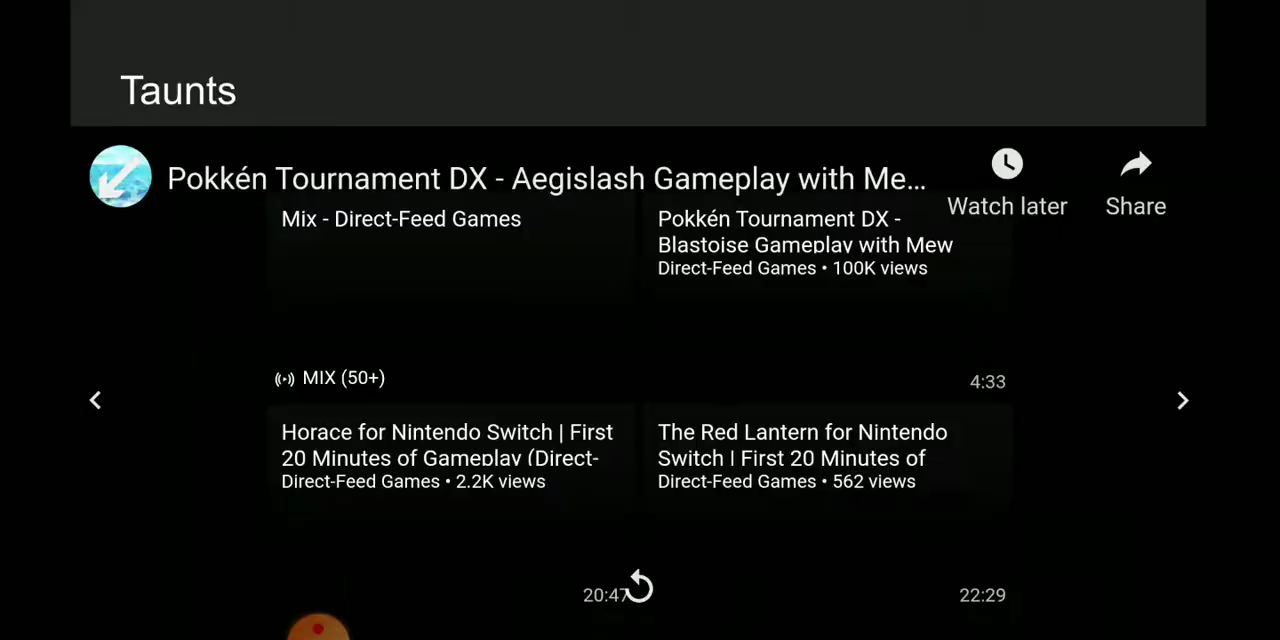 Taunts
Pokkén Tournament DX - Aegislash Gameplay with Me...
Watch later
Share
Mix - Direct-Feed Games
Pokkén Tournament DX -
Blastoise Gameplay with Mew
Direct-Feed Games • 100K views
MIX (50+)
4:33
Horace for Nintendo Switch | First
20 Minutes of Gameplay (Direct-
Direct-Feed Games • 2.2K views
The Red Lantern for Nintendo
Switch | First 20 Minutes of
Direct-Feed Games • 562 views
20:47
22:29